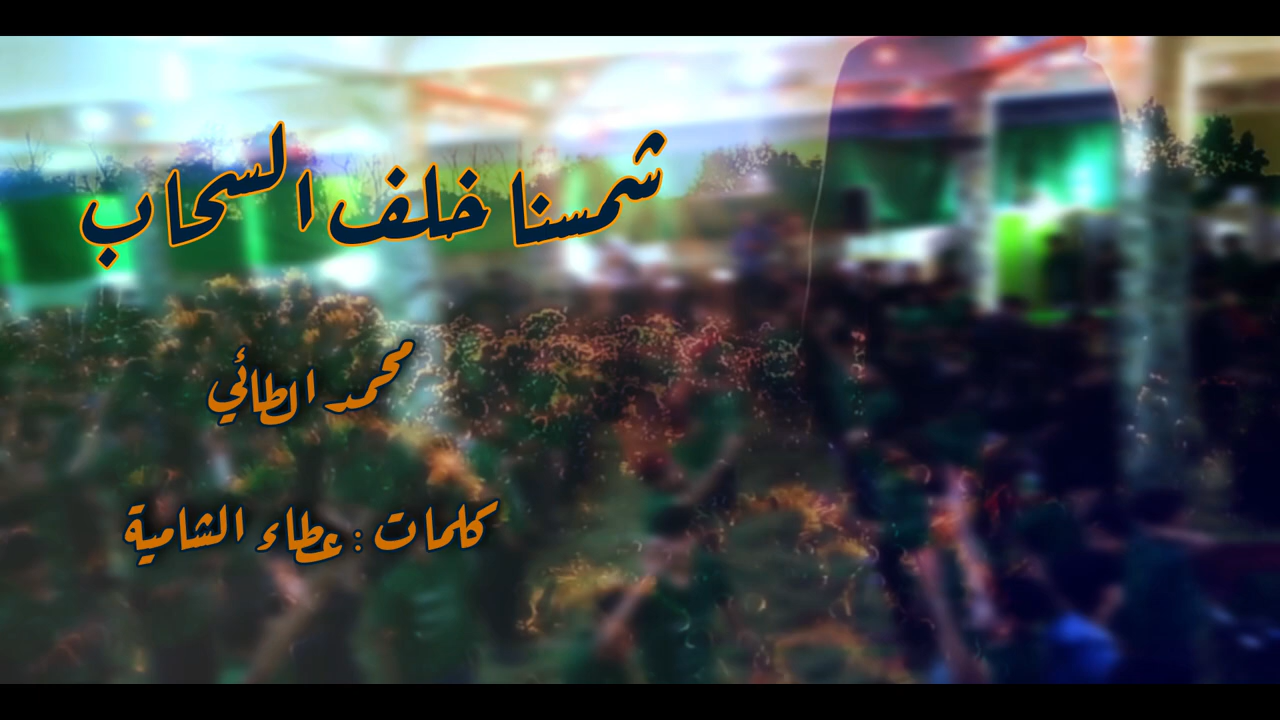 شمسنا خلف السحاب
محمد الطائي
كلمات : عطاء الشامية